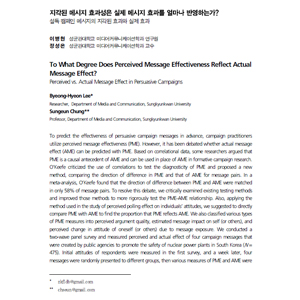 지각된 메시지 효과성은 실제 메시지 효과를 얼마나 반영하는가?
설득 캠페인 메시지의 지각된 효과와 실제 효과
이병현 성균관대학교 미디어커뮤니케이션학과 연구원
정성은 성균관대학교 미디어커뮤니케이션학과 교수
To What Degree Does Perceived Message Effectiveness Reflect Actual
Message Effect?
Perceived vs. Actual Message Effect in Persuasive Campaigns
Byeong-Hyeon Lee*
Researcher, Department of Media and Communication, Sungkyunkwan University
Sungeun Chung**
Professor, Department of Media and Communication, Sungkyunkwan University
To predict the effectiveness of persuasive campaign messages in advance, campaign practitioners
utilize perceived message effectiveness (PME). However, it has been debated whether actual message
effect (AME) can be predicted with PME. Based on correlational data, some researchers argued that
PME is a causal antecedent of AME and can be used in place of AME in formative campaign research.
O'Keefe criticized the use of correlations to test the diagnosticity of PME and proposed a new
method, comparing the direction of difference in PME and that of AME for message pairs. In a
meta-analysis, O'Keefe found that the direction of difference between PME and AME were matched
in only 58% of message pairs. To resolve this debate, we critically examined existing testing methods
and improved those methods to more rigorously test the PME-AME relationship. Also, applying the
method used in the study of perceived polling effect on individuals' attitudes, we suggested to directly
compare PME with AME to find the proportion that PME reflects AME. We also classified various types
of PME measures into perceived argument quality, estimated message impact on self (or others), and
perceived change in attitude of oneself (or others) due to message exposure. We conducted a
two-wave panel survey and measured perceived and actual effect of four campaign messages that
were created by public agencies to promote the safety of nuclear power plants in South Korea (N=
475). Initial attitudes of respondents were measured in the first survey, and a week later, four
messages were randomly presented to different groups, then various measures of PME and AME were
*
**